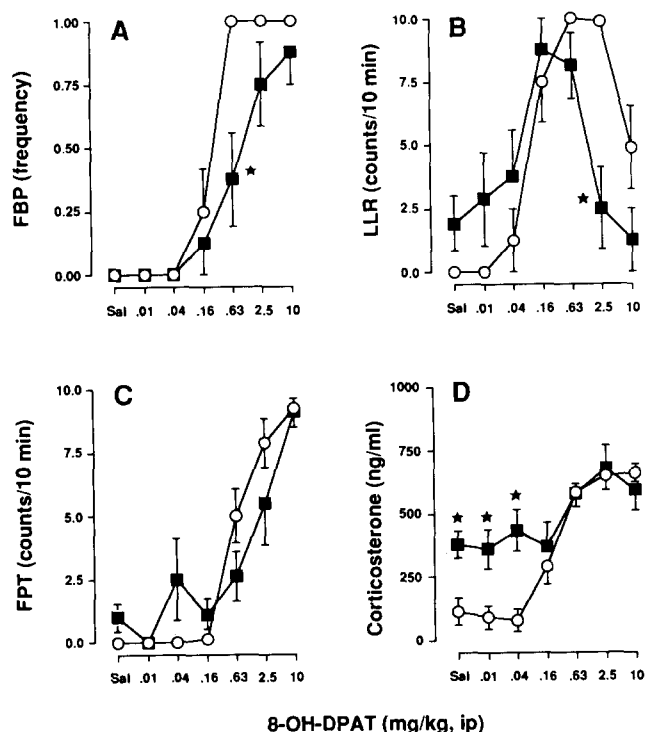 A
FBP (frequency)
1.00
0.75
0.50
0.25
0.00
Sal .01 .04 .16 .63 2.5 10
B
LLR (counts/10 min)
10.0
7.5
5.0
2.5
0.0
Sal .01 .04 .16 .63 2.5 10
C
FPT (counts/10 min)
10.0
7.5
5.0
2.5
0.0
Sal .01 .04 .16 .63 2.5 10
D
Corticosterone (ng/ml)
1000
750
500
250
0
Sal .01 .04 .16 .63 2.5 10
8-OH-DPAT (mg/kg, ip)